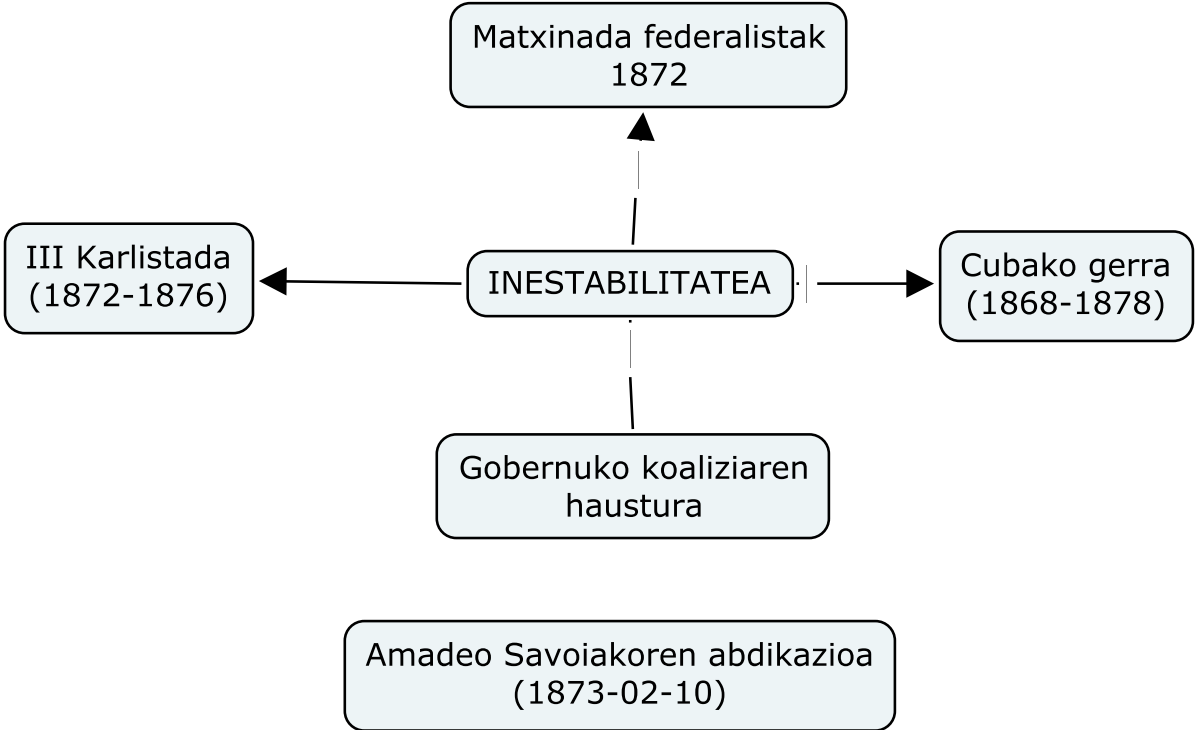 Matxinada federalistak
1872
III Karlistada
(1872-1876)
INESTABILITATEA
Cubako gerra
(1868-1878)
Gobernuko koaliziaren
haustura
Amadeo Savoiakoren abdikazioa
(1873-02-10)